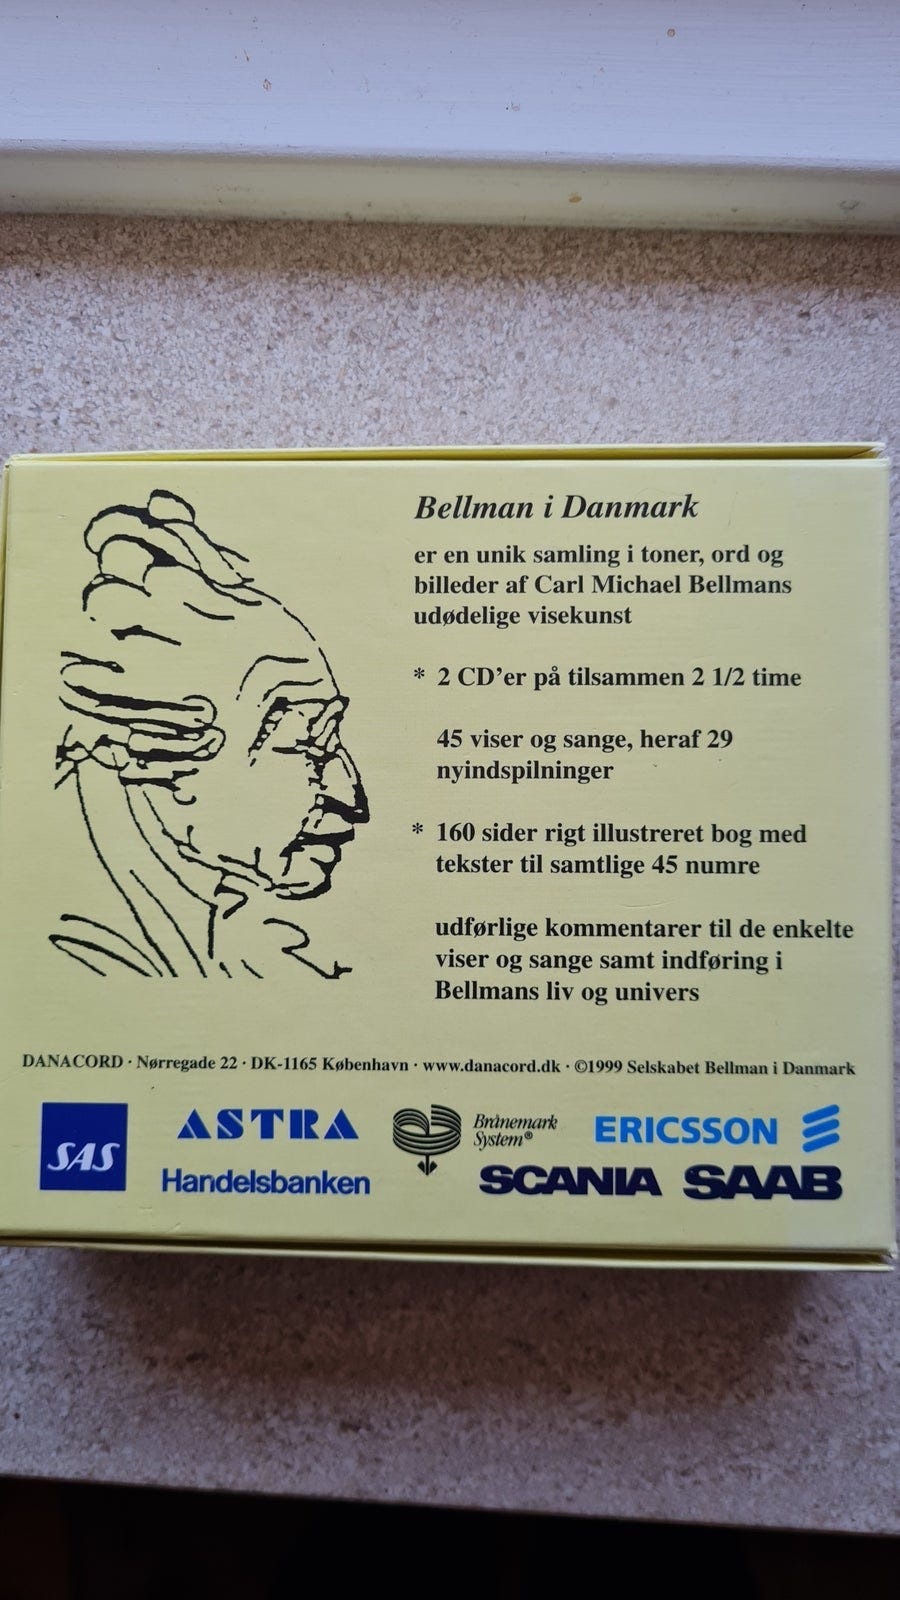 Bellman i Danmark
er en unik samling i toner, ord og
billeder af Carl Michael Bellmans
udødelige visekunst
* 2 CD'er på tilsammen 2 1/2 time
45 viser og sange, heraf 29
nyindspilninger
* 160 sider rigt illustreret bog med
tekster til samtlige 45 numre
udførlige kommentarer til de enkelte
viser og sange samt indføring i
Bellmans liv og univers
DANACORD · Nørregade 22 · DK-1165 København · www.danacord.dk · ©1999 Selskabet Bellman i Danmark
SAS
ASTRA
Brånemark
System®
ERICSSON
Handelsbanken
SCANIA SAAB